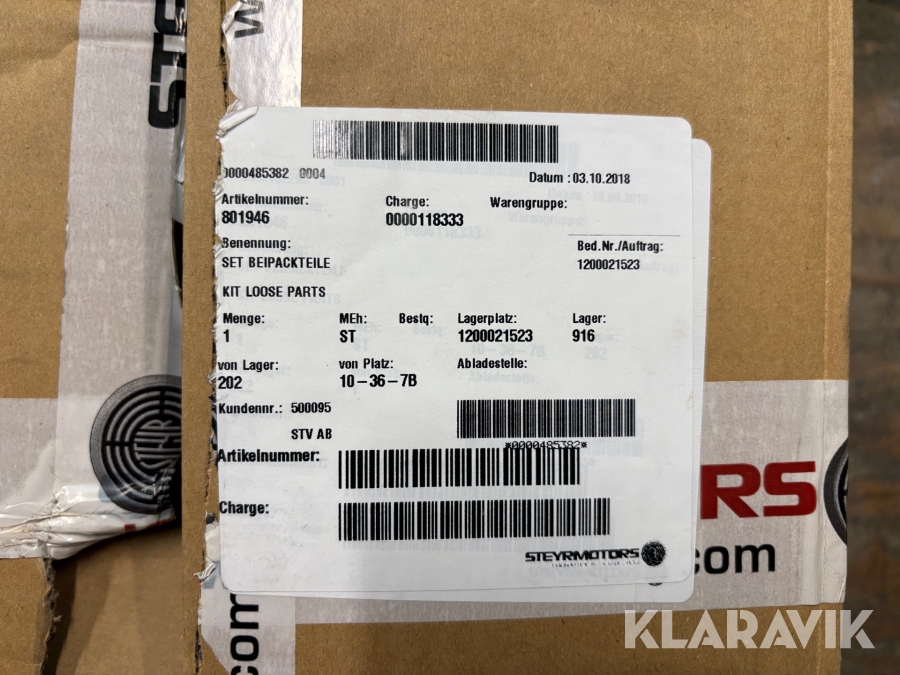 0000485382 0004
Datum : 03.10.2018
Artikelnummer: Charge: Warengruppe:
801946 0000118333
Benennung: Bed.Nr./Auftrag:
SET BEIPACKTEILE 1200021523
KIT LOOSE PARTS
Menge: MEh: Bestq: Lagerplatz: Lager:
1 ST 1200021523 916
von Lager: von Platz: Abladestelle:
202 10-36-7B
Kundennr.: 500095
STV AB
*0000485382*
Artikelnummer:
Charge:
STEYRMOTORS
RS
.com
KLARAVIK